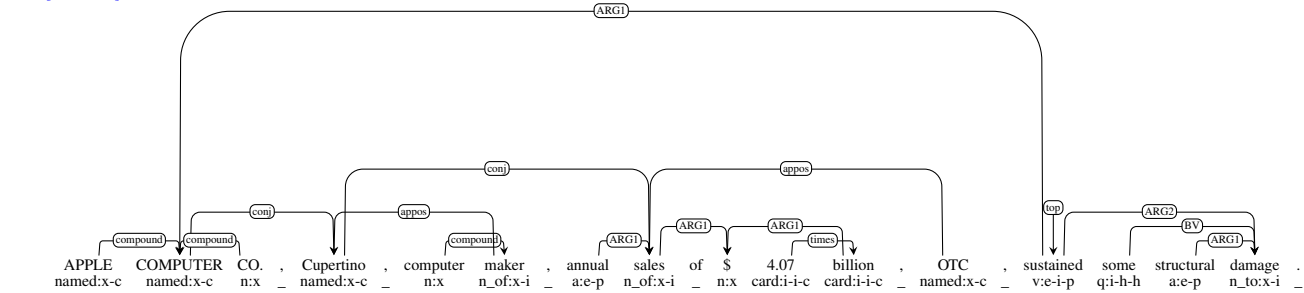 ARG1
conj appos
top
conj appos ARG1 ARG1 ARG2 BV
compound compound compound ARG1 times ARG1
APPLE COMPUTER CO. , Cupertino , computer maker , annual sales of $ 4.07 billion , OTC , sustained some structural damage .
named:x-c named:x-c n:x _ named:x-c _ n:x n_of:x-i _ a:e-p n_of:x-i _ n:x card:i-i-c card:i-i-c _ named:x-c _ v:e-i-p q:i-h-h a:e-p n_to:x-i _